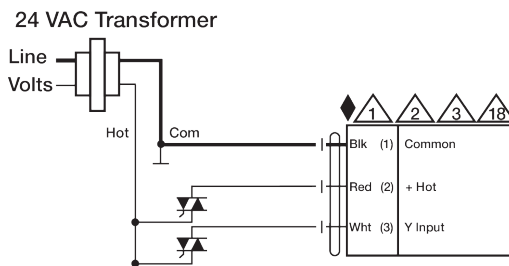 24 VAC Transformer
Line
Volts
Hot
Com
1 2 3 18
Blk (1) Common
Red (2) + Hot
Wht (3) Y Input